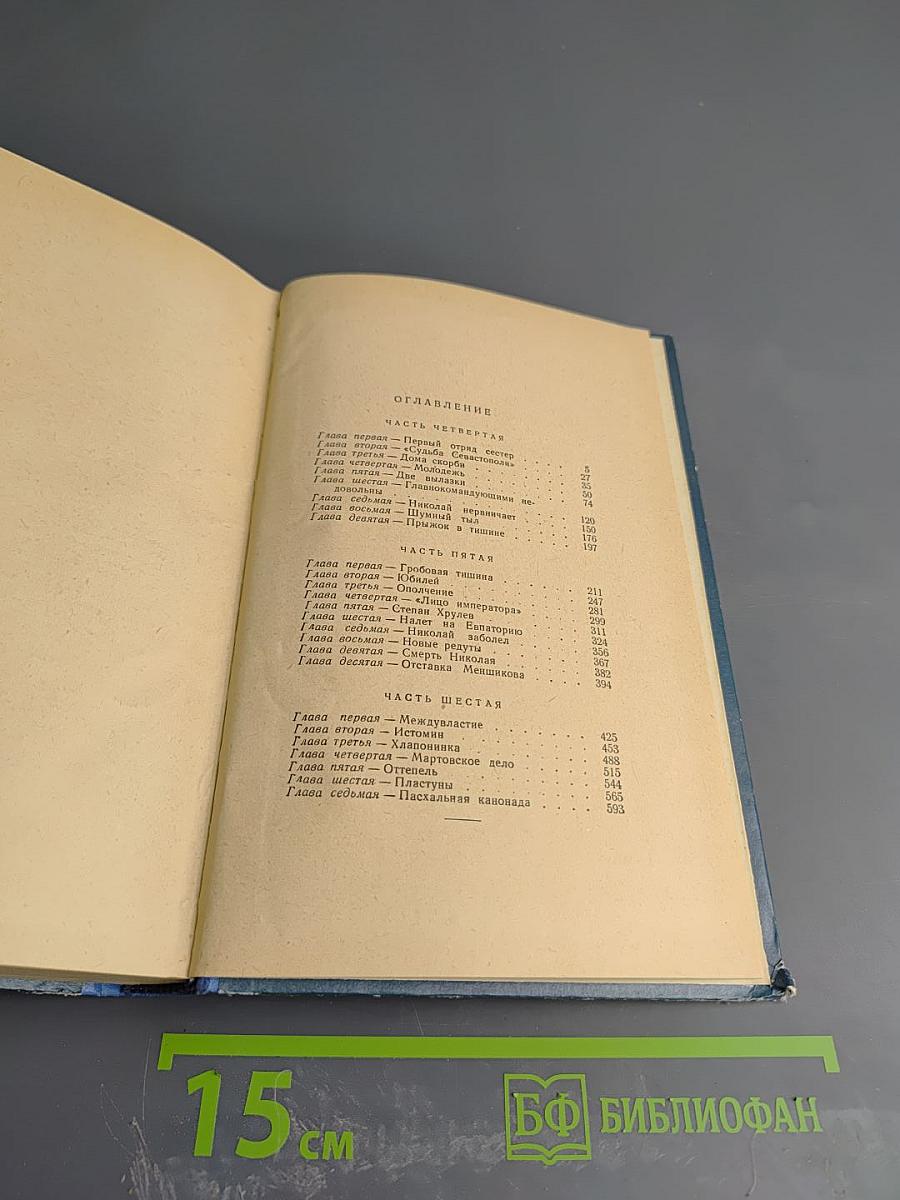 ОГЛАВЛЕНИЕ
ЧАСТЬ ЧЕТВЕРТАЯ
Глава первая — Первый отряд сестер . . . . 5
Глава вторая — «Судьба Севастополя» . . . . 27
Глава третья — Дома скорби . . . . . . 35
Глава четвертая — Молодежь . . . . . . 50
Глава пятая — Две вылазки . . . . . . 74
Глава шестая — Главнокомандующими не-
довольны . . . . . . . . . . 120
Глава седьмая — Николай нервничает . . . . 150
Глава восьмая — Шумный тыл . . . . . . 176
Глава девятая — Прыжок в тишине . . . . . 197
ЧАСТЬ ПЯТАЯ
Глава первая — Гробовая тишина . . . . . 211
Глава вторая — Юбилей . . . . . . . . 247
Глава третья — Ополчение . . . . . . . 281
Глава четвертая — «Лицо императора» . . . . 299
Глава пятая — Степан Хрулев . . . . . . 311
Глава шестая — Налет на Евпаторию . . . . 324
Глава седьмая — Николай заболел . . . . . 356
Глава восьмая — Новые редуты . . . . . . 367
Глава девятая — Смерть Николая . . . . . 382
Глава десятая — Отставка Меншикова . . . . 394
ЧАСТЬ ШЕСТАЯ
Глава первая — Междувластие . . . . . . 425
Глава вторая — Истомин . . . . . . . . 453
Глава третья — Хлапонинка . . . . . . . 488
Глава четвертая — Мартовское дело . . . . 515
Глава пятая — Оттепель . . . . . . . . 544
Глава шестая — Пластуны . . . . . . . 565
Глава седьмая — Пасхальная канонада . . . . 593
15 см
БФ БИБЛИОФАН